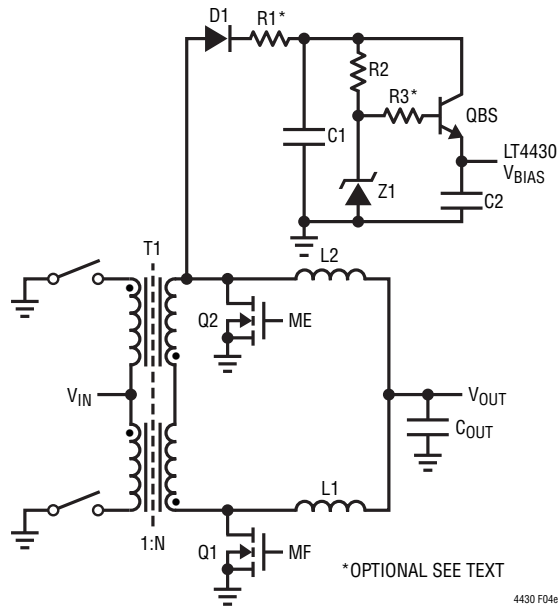 D1
R1*
R2
R3*
QBS
C1
LT4430
VBIAS
Z1
C2
T1
L2
Q2
ME
VIN
VOUT
COUT
L1
1:N
Q1
MF
*OPTIONAL SEE TEXT
4430 F04e